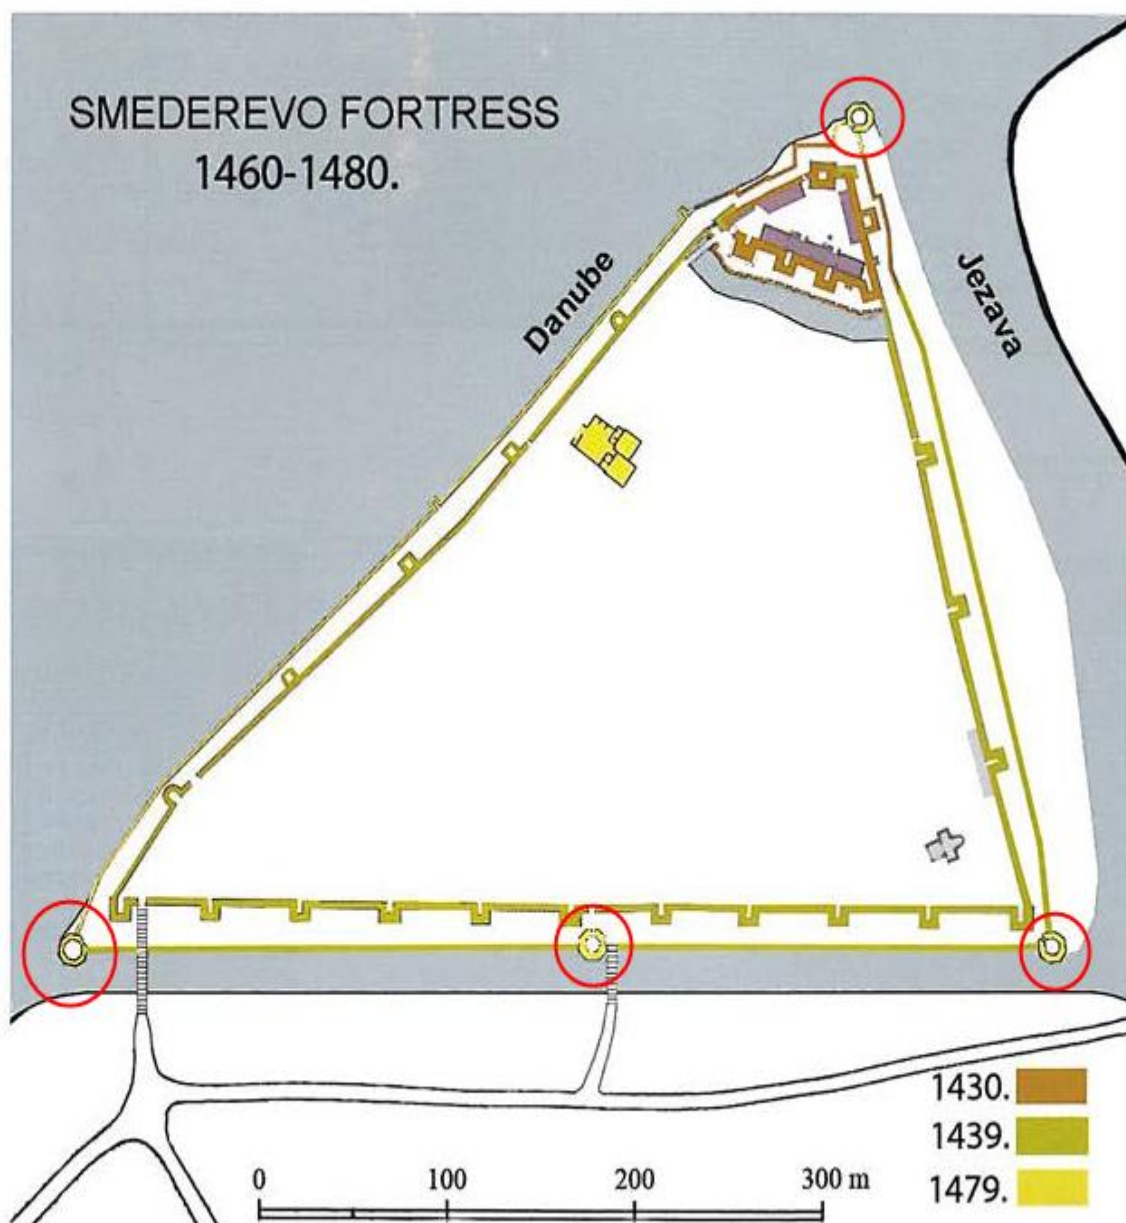 SMEDEREVO FORTRESS
1460-1480.
Danube
Jezava
1430.
1439.
1479.
0 100 200 300 m